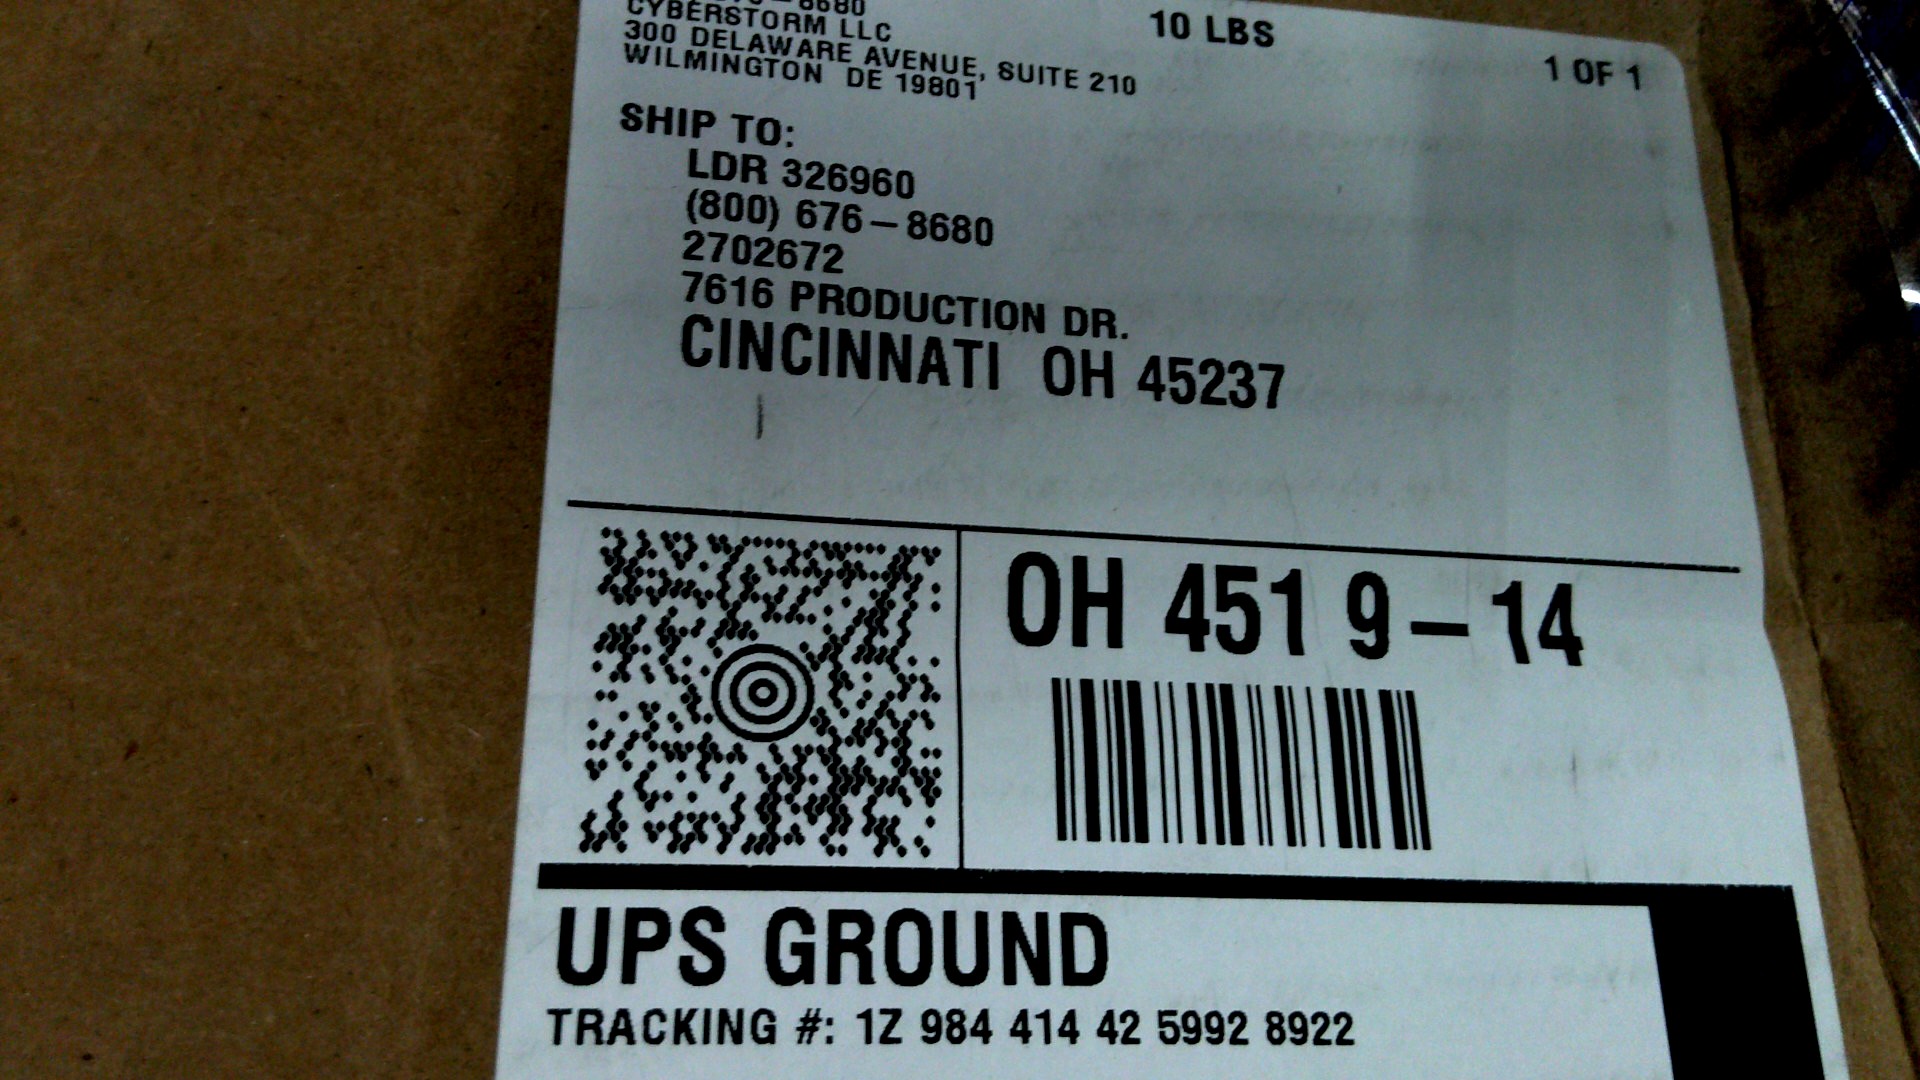 8680
CYBERSTORM LLC
300 DELAWARE AVENUE, SUITE 210
WILMINGTON DE 19801
10 LBS
1 OF 1
SHIP TO:
LDR 326960
(800) 676-8680
2702672
7616 PRODUCTION DR.
CINCINNATI OH 45237
OH 451 9-14
UPS GROUND
TRACKING #: 1Z 984 414 42 5992 8922